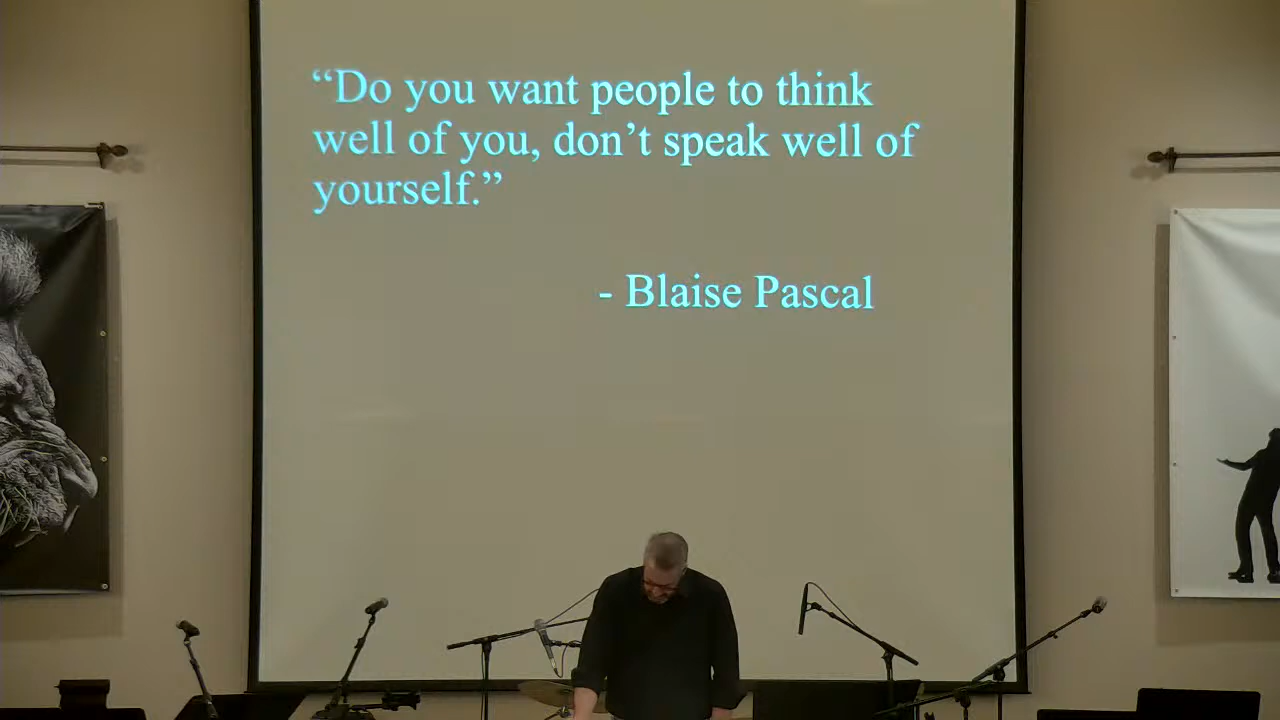 “Do you want people to think
well of you, don’t speak well of
yourself.”
- Blaise Pascal